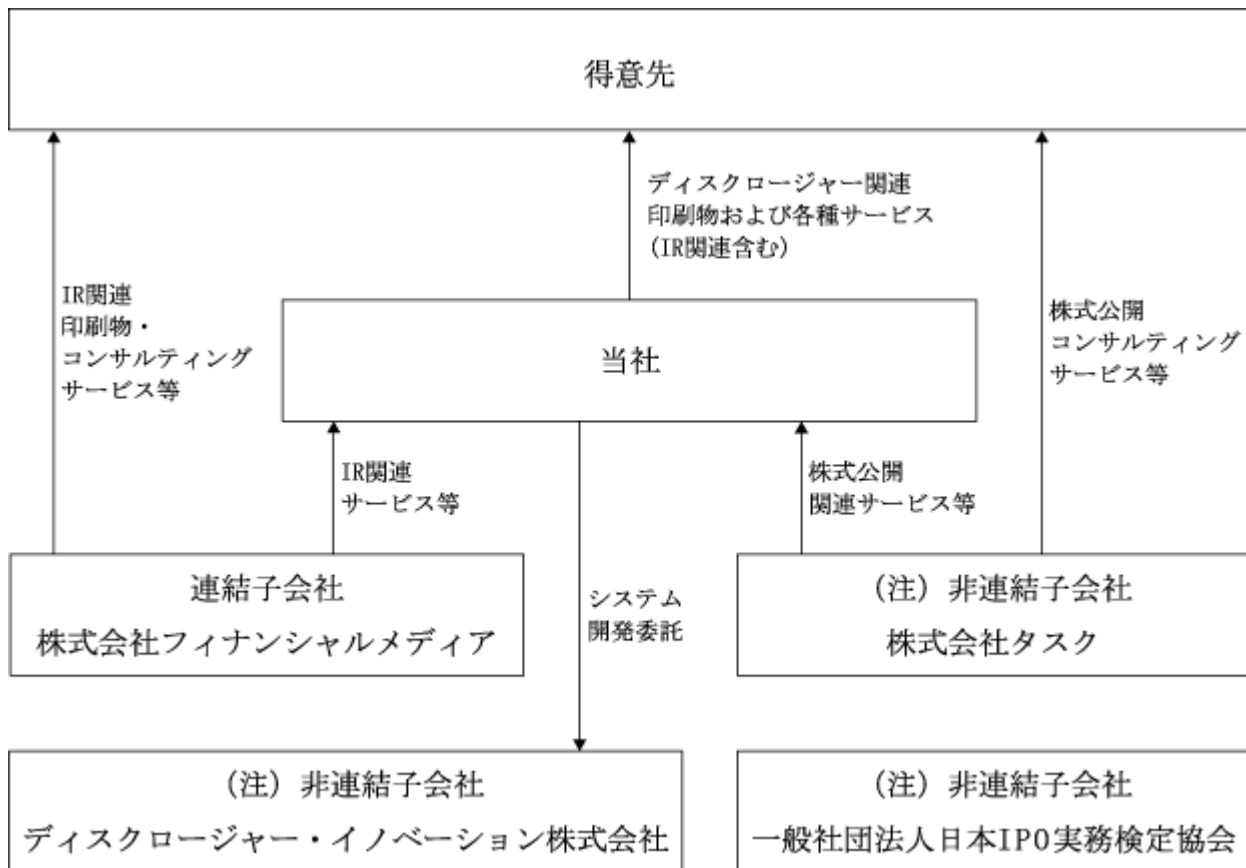 得意先
ディスクロージャー関連
印刷物および各種サービス
(IR関連含む)
IR関連
印刷物・
コンサルティング
サービス等
株式公開
コンサルティング
サービス等
当社
IR関連
サービス等
株式公開
関連サービス等
連結子会社
株式会社フィナンシャルメディア
システム
開発委託
(注) 非連結子会社
株式会社タスク
(注) 非連結子会社
ディスクロージャー・イノベーション株式会社
(注) 非連結子会社
一般社団法人日本IPO実務検定協会